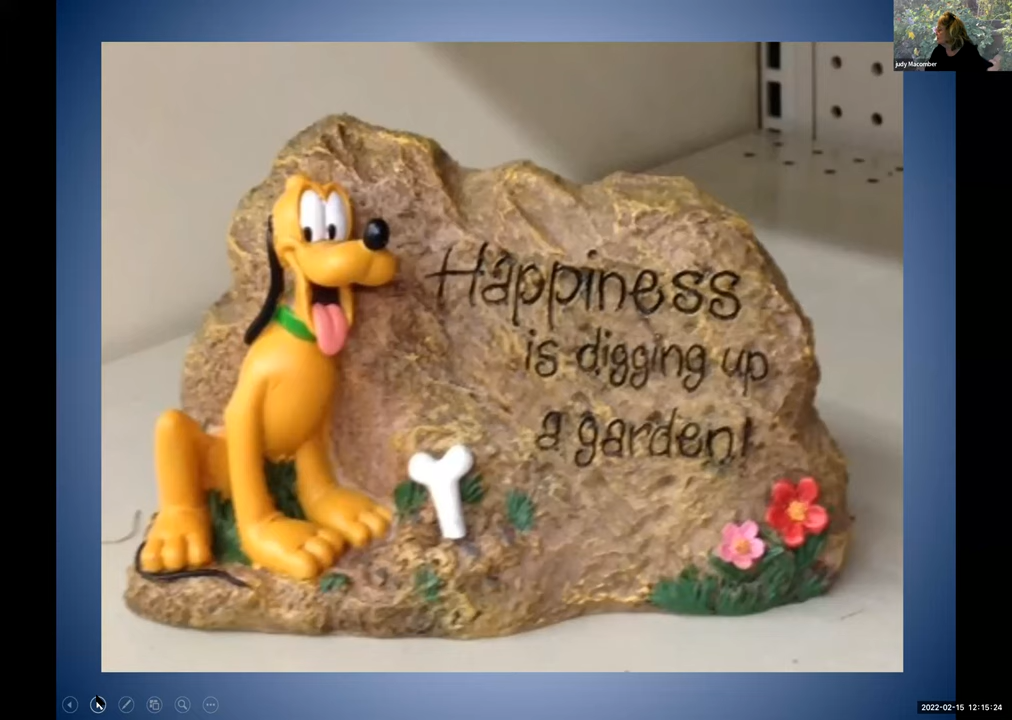 judy Macomber
Happiness
is digging up
a garden!
2022-02-15 12:15:24